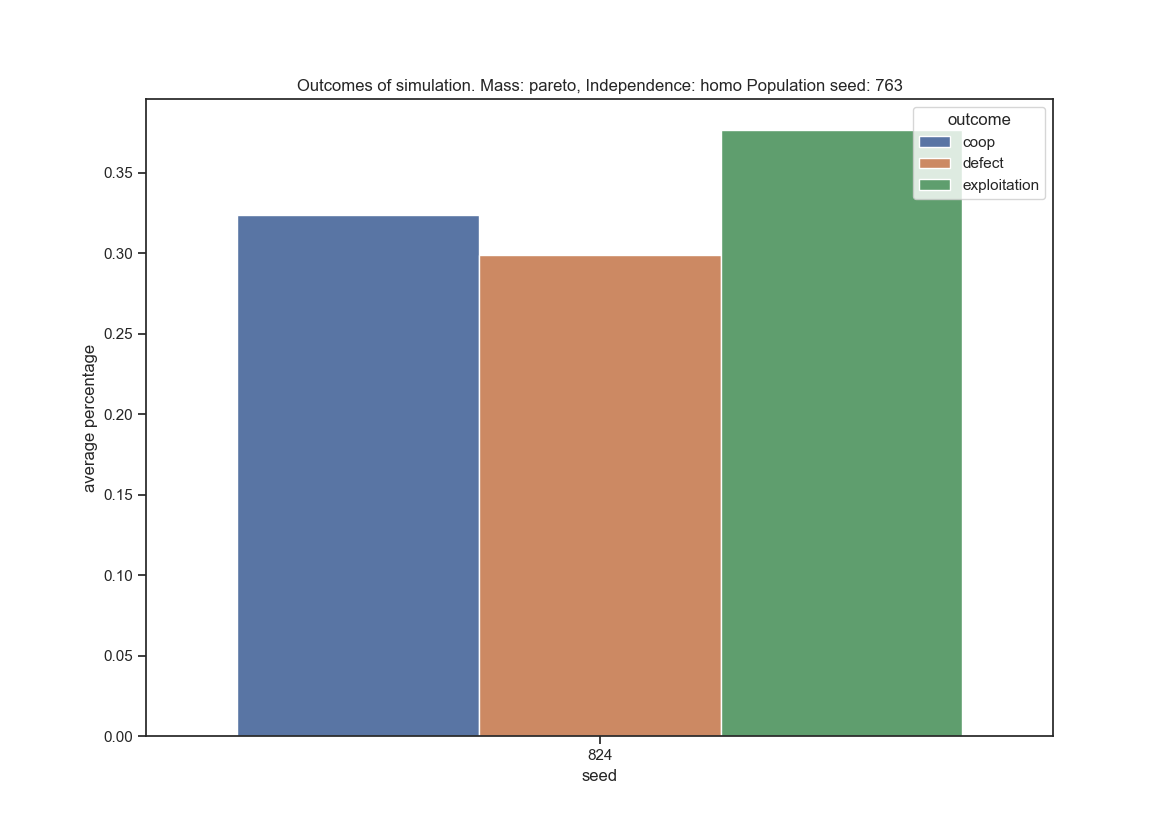 Outcomes of simulation. Mass: pareto, Independence: homo Population seed: 763
outcome
coop
defect
exploitation
0.35
0.30
0.25
0.20
0.15
0.10
0.05
0.00
average percentage
824
seed